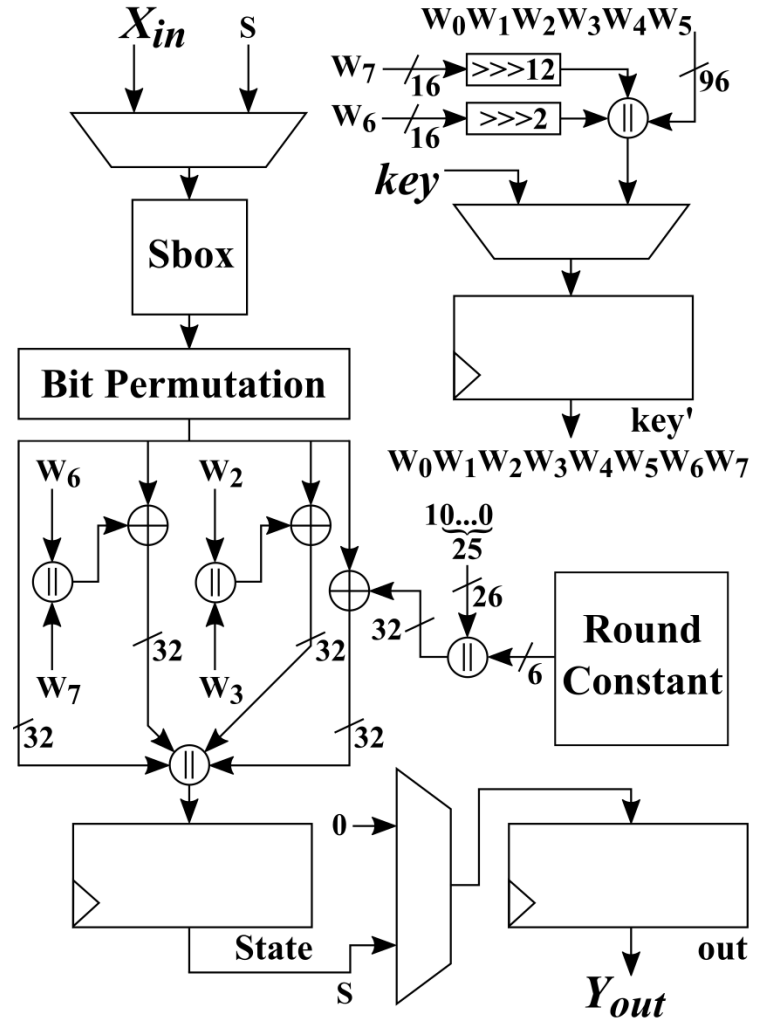 Xin
S
W0W1W2W3W4W5
W7
16
>>>12
96
W6
16
>>>2
||
key
Sbox
Bit Permutation
key'
W0W1W2W3W4W5W6W7
W6
W2
10...0
25
26
||
||
32
Round
Constant
||
6
32
32
W7
W3
32
32
||
0
State
out
S
Yout